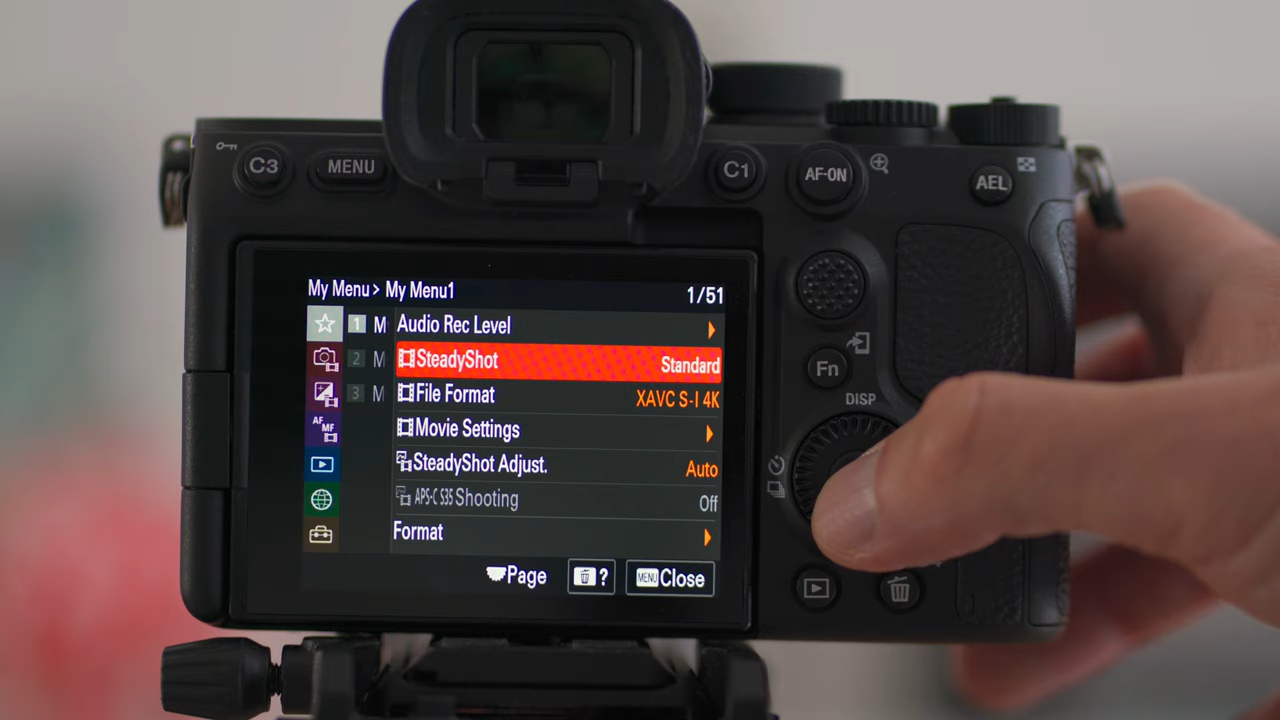 C3
MENU
C1
AF-ON
AEL
My Menu> My Menu1
1/51
1 M
2 M
3 M
AF MF
Audio Rec Level
SteadyShot Standard
File Format XAVC S-I 4K
Movie Settings
SteadyShot Adjust. Auto
APS-C S35 Shooting Off
Format
Page
?
MENU Close
Fn
DISP